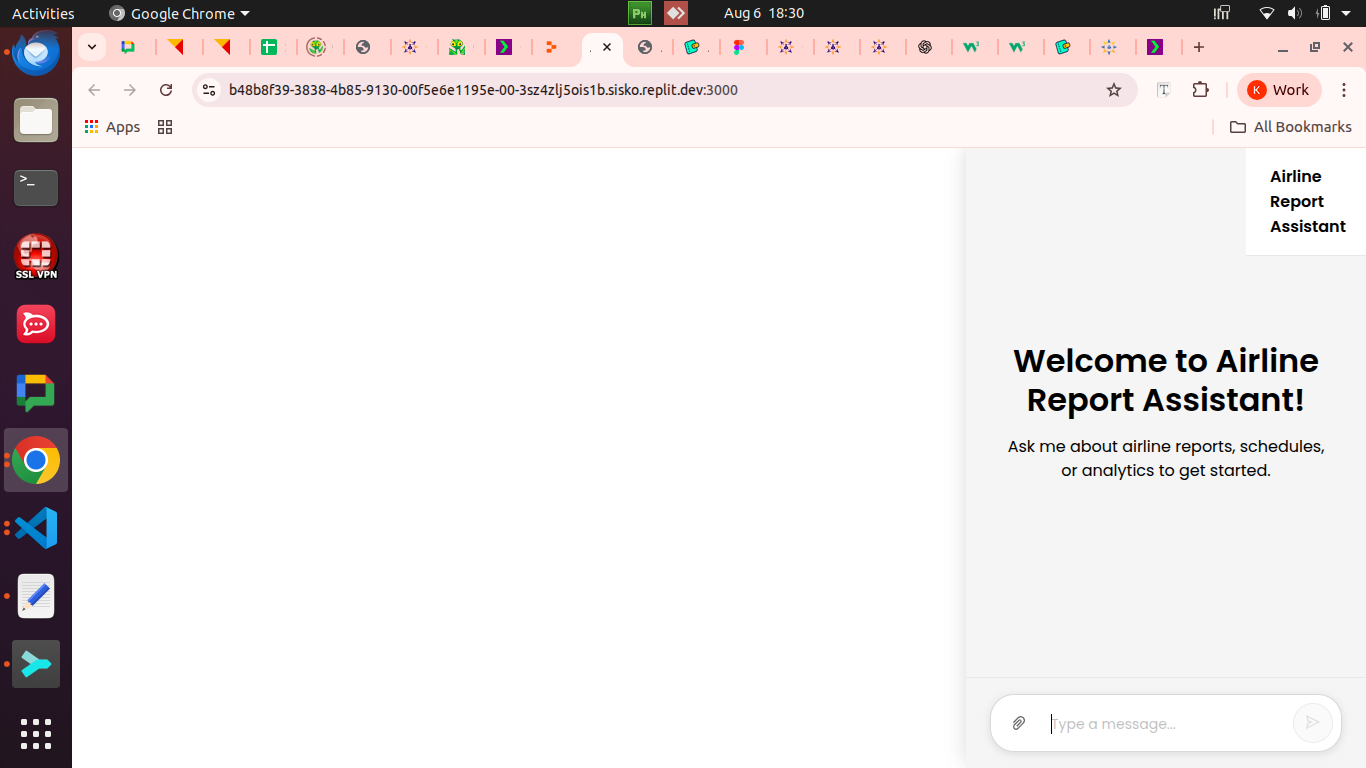 Activities
Google Chrome
Ph
Aug 6 18:30
b48b8f39-3838-4b85-9130-00f5e6e1195e-00-3sz4zlj5ois1b.sisko.replit.dev:3000
K
Work
Apps
All Bookmarks
>_
SSL VPN
Airline
Report
Assistant
Welcome to Airline
Report Assistant!
Ask me about airline reports, schedules,
or analytics to get started.
Type a message...